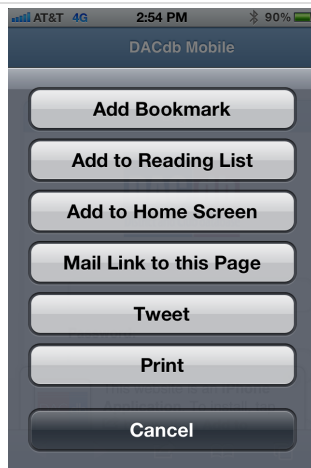 AT&T 4G 2:54 PM 90%
DACdb Mobile
Add Bookmark
Add to Reading List
Add to Home Screen
Mail Link to this Page
Tweet
Print
Cancel